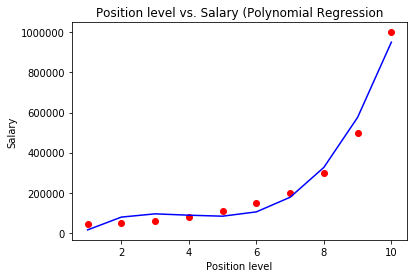 Position level vs. Salary (Polynomial Regression
1000000
800000
600000
400000
200000
0
Salary
2 4 6 8 10
Position level